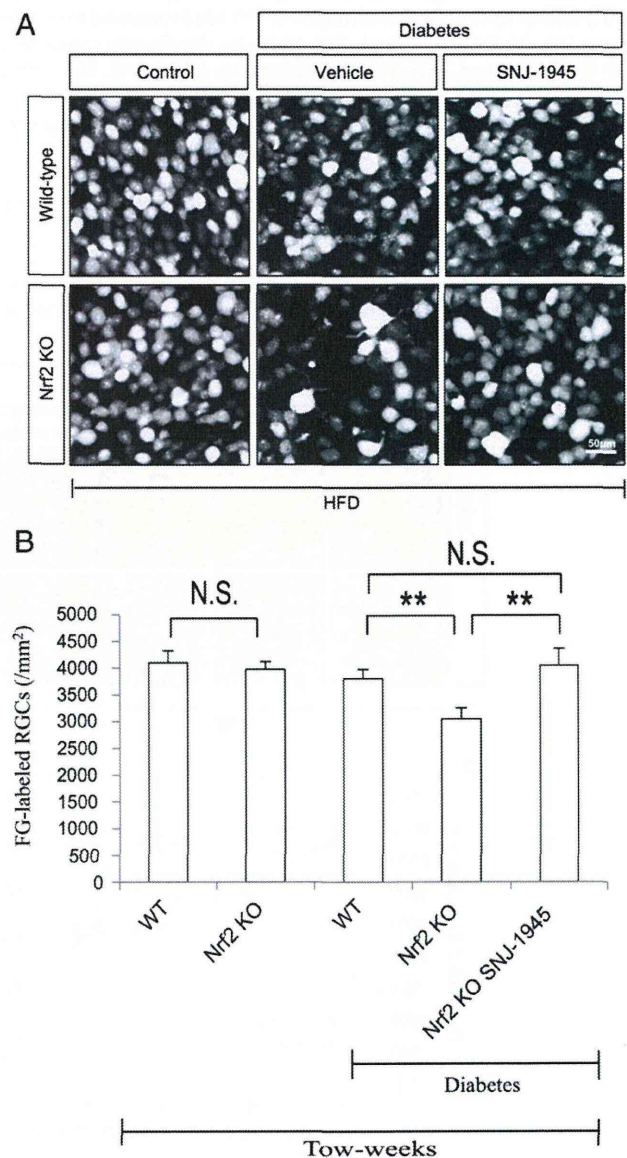 A
Diabetes
Control Vehicle SNJ-1945
Wild-type
Nrf2 KO
50µm
HFD
B
N.S.
N.S.
** **
FG-labeled RGCs (/mm²)
5000
4500
4000
3500
3000
2500
2000
1500
1000
500
0
WT
Nrf2 KO
WT
Nrf2 KO
Nrf2 KO SNJ-1945
Diabetes
Tow-weeks